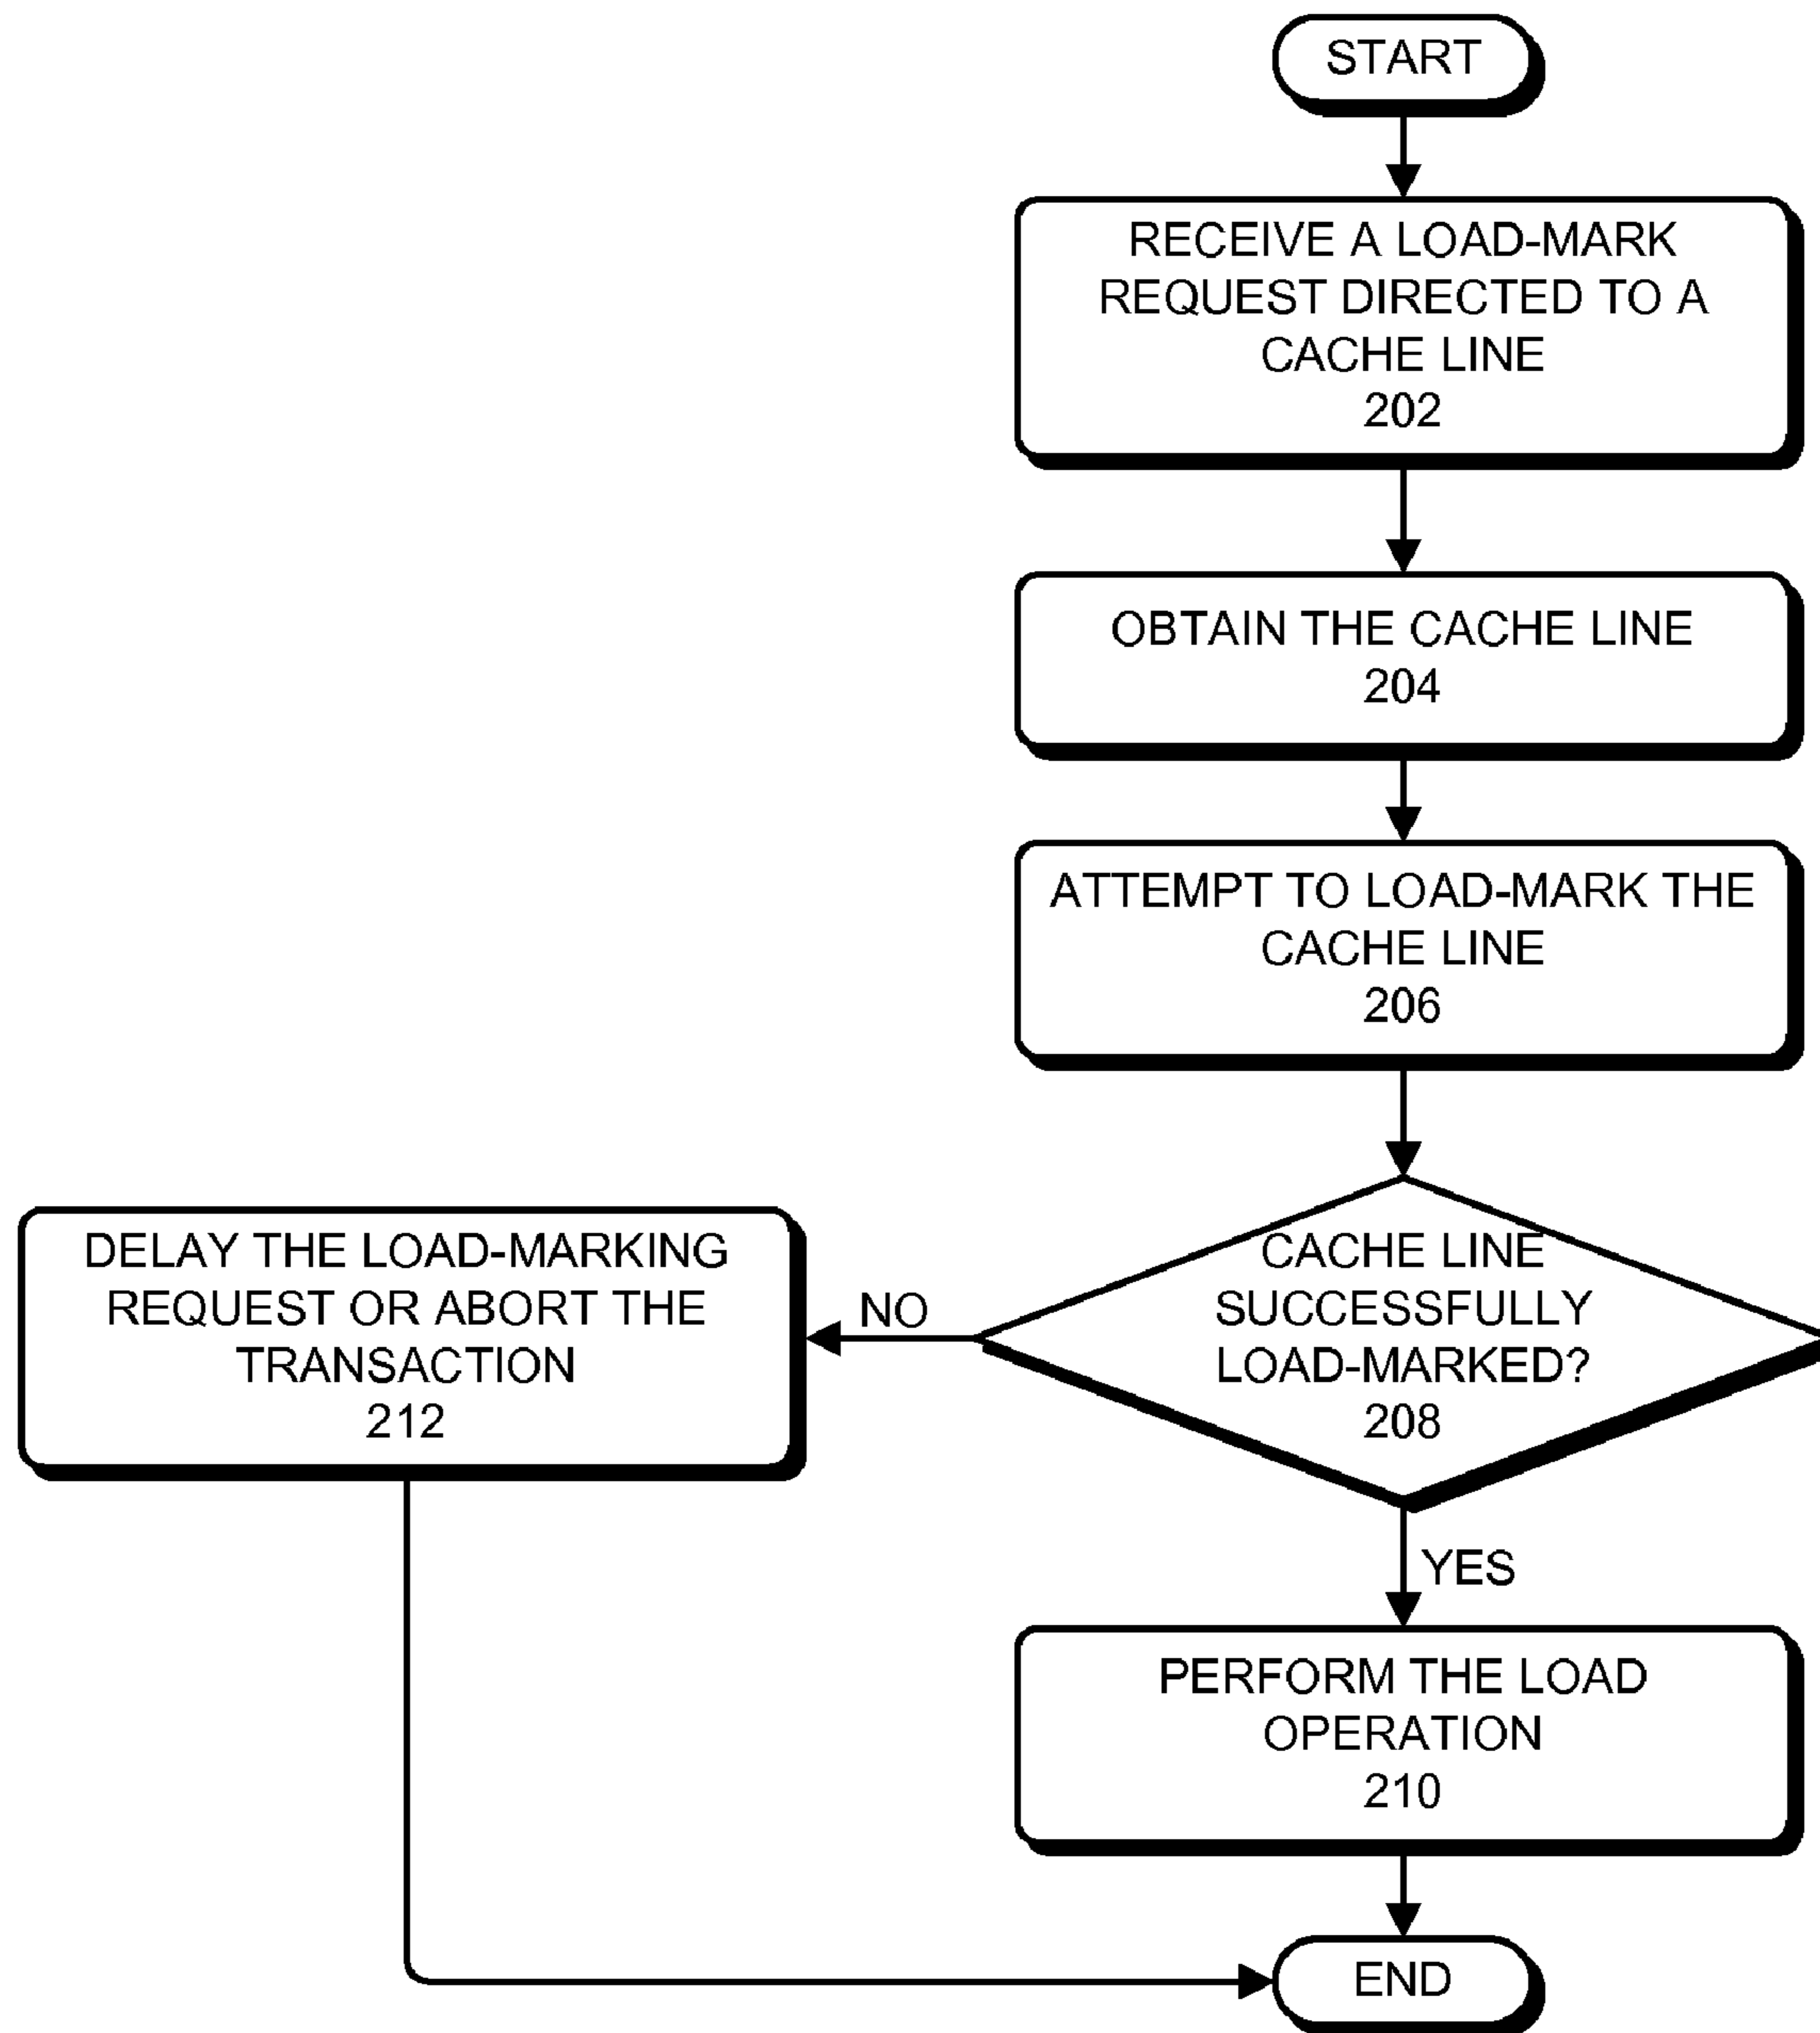 START
RECEIVE A LOAD-MARK
REQUEST DIRECTED TO A
CACHE LINE
202
OBTAIN THE CACHE LINE
204
ATTEMPT TO LOAD-MARK THE
CACHE LINE
206
CACHE LINE
SUCCESSFULLY
LOAD-MARKED?
208
NO
DELAY THE LOAD-MARKING
REQUEST OR ABORT THE
TRANSACTION
212
YES
PERFORM THE LOAD
OPERATION
210
END